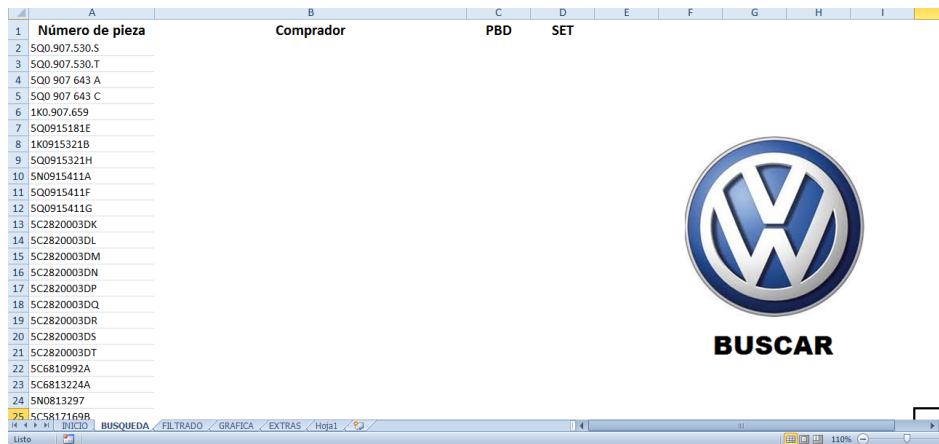 A B C D E F G H I
1 Número de pieza Comprador PBD SET
2 5Q0.907.530.S
3 5Q0.907.530.T
4 5Q0 907 643 A
5 5Q0 907 643 C
6 1K0.907.659
7 5Q0915181E
8 1K0915321B
9 5Q0915321H
10 5N0915411A
11 5Q0915411F
12 5Q0915411G
13 5C2820003DK
14 5C2820003DL
15 5C2820003DM
16 5C2820003DN
17 5C2820003DP
18 5C2820003DQ
19 5C2820003DR
20 5C2820003DS
21 5C2820003DT
22 5C6810992A
23 5C6813224A
24 5N0813297
25 5C5817169B
BUSCAR
INICIO BUSQUEDA FILTRADO GRAFICA EXTRAS Hoja1
Listo 110%